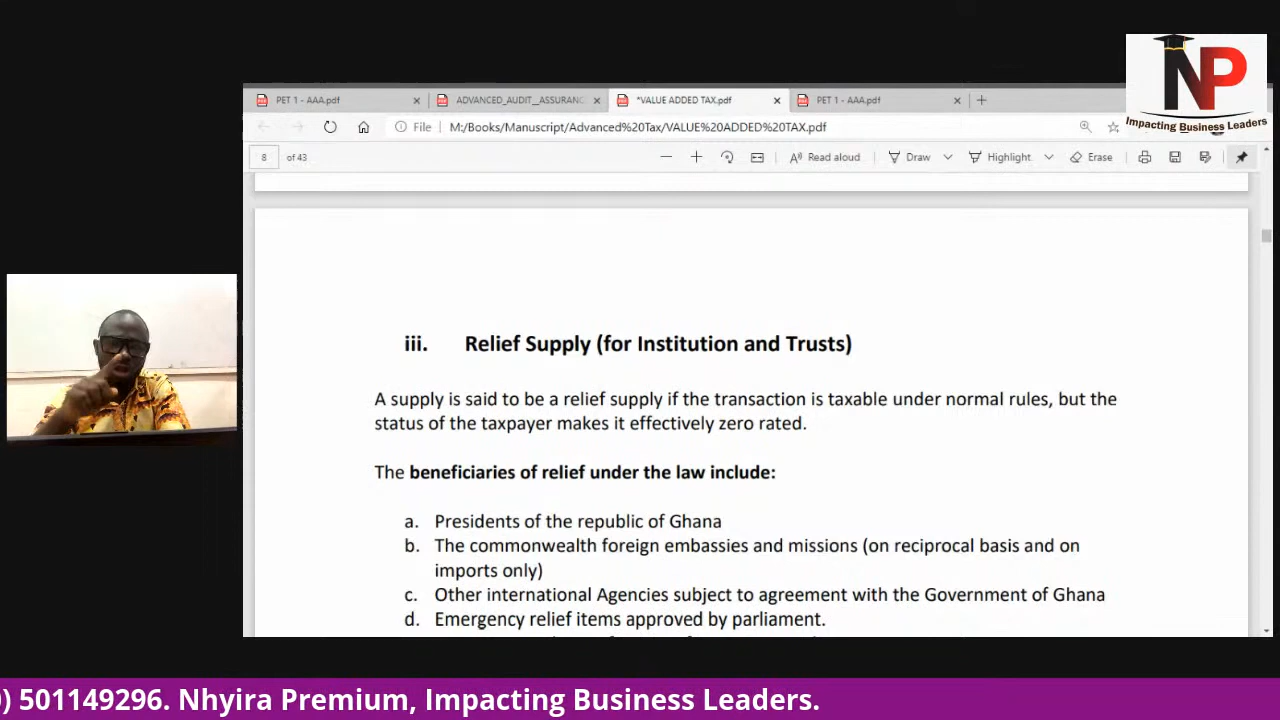 NP
Impacting Business Leaders
PET 1 - AAA.pdf
ADVANCED_AUDIT__ASSURANC
*VALUE ADDED TAX.pdf
PET 1 - AAA.pdf
File M:/Books/Manuscript/Advanced%20Tax/VALUE%20ADDED%20TAX.pdf
8 of 43
Read aloud
Draw
Highlight
Erase
iii. Relief Supply (for Institution and Trusts)
A supply is said to be a relief supply if the transaction is taxable under normal rules, but the
status of the taxpayer makes it effectively zero rated.
The beneficiaries of relief under the law include:
a. Presidents of the republic of Ghana
b. The commonwealth foreign embassies and missions (on reciprocal basis and on
imports only)
c. Other international Agencies subject to agreement with the Government of Ghana
d. Emergency relief items approved by parliament.
) 501149296. Nhyira Premium, Impacting Business Leaders.